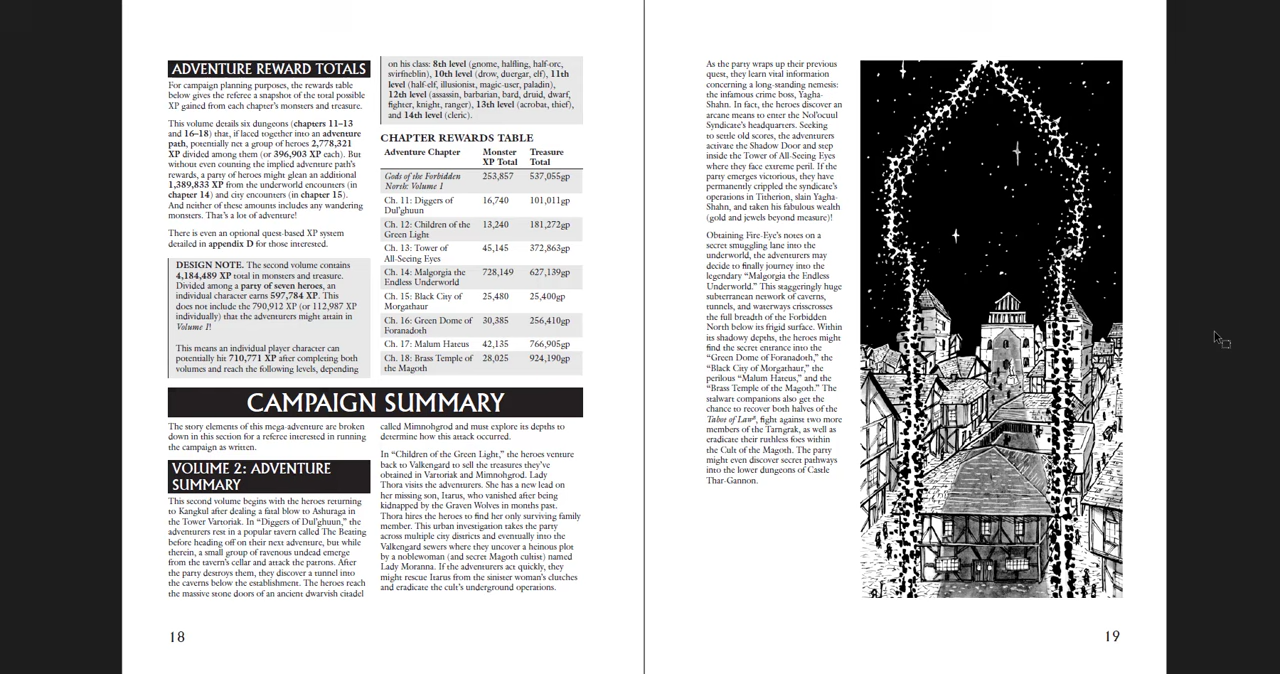 ADVENTURE REWARD TOTALS
For campaign planning purposes, the rewards table
below gives the referee a snapshot of the total possible
XP gained from each chapter's monsters and treasure.
This volume details six dungeons (chapters 11–13
and 16–18) that, if laced together into an adventure
path, potentially net a group of heroes 2,778,321
XP divided among them (or 396,903 XP each). But
without even counting the implied adventure path's
rewards, a party of heroes might glean an additional
1,389,833 XP from the underworld encounters (in
chapter 14) and city encounters (in chapter 15).
And neither of these amounts includes any wandering
monsters. That's a lot of adventure!
There is even an optional quest-based XP system
detailed in appendix D for those interested.
DESIGN NOTE. The second volume contains
4,184,489 XP total in monsters and treasure.
Divided among a party of seven heroes, an
individual character earns 597,784 XP. This
does not include the 790,912 XP (or 112,987 XP
individually) that the adventurers might attain in
Volume I!
This means an individual player character can
potentially hit 710,771 XP after completing both
volumes and reach the following levels, depending
on his class: 8th level (gnome, halfling, half-orc,
svirfneblin), 10th level (drow, duergar, elf), 11th
level (half-elf, illusionist, magic-user, paladin),
12th level (assassin, barbarian, bard, druid, dwarf,
fighter, knight, ranger), 13th level (acrobat, thief),
and 14th level (cleric).
CHAPTER REWARDS TABLE
Adventure Chapter Monster XP Total Treasure Total
Gods of the Forbidden North: Volume 1 253,857 537,055gp
Ch. 11: Diggers of Dul'ghuun 16,740 101,011gp
Ch. 12: Children of the Green Light 13,240 181,272gp
Ch. 13: Tower of All-Seeing Eyes 45,145 372,863gp
Ch. 14: Malgorgia the Endless Underworld 728,149 627,139gp
Ch. 15: Black City of Morgathaur 25,480 25,400gp
Ch. 16: Green Dome of Foranadoth 30,385 256,410gp
Ch. 17: Malum Hateus 42,135 766,905gp
Ch. 18: Brass Temple of the Magoth 28,025 924,190gp
CAMPAIGN SUMMARY
The story elements of this mega-adventure are broken
down in this section for a referee interested in running
the campaign as written.
VOLUME 2: ADVENTURE
SUMMARY
This second volume begins with the heroes returning
to Kangkul after dealing a fatal blow to Ashuraga in
the Tower Vartoriak. In “Diggers of Dul'ghuun,” the
adventurers rest in a popular tavern called The Beating
before heading off on their next adventure, but while
therein, a small group of ravenous undead emerge
from the tavern's cellar and attack the patrons. After
the party destroys them, they discover a tunnel into
the caverns below the establishment. The heroes reach
the massive stone doors of an ancient dwarvish citadel
called Mimnohgrod and must explore its depths to
determine how this attack occurred.
In “Children of the Green Light,” the heroes venture
back to Valkengard to sell the treasures they've
obtained in Vartoriak and Mimnohgrod. Lady
Thora visits the adventurers. She has a new lead on
her missing son, Itarus, who vanished after being
kidnapped by the Graven Wolves in months past.
Thora hires the heroes to find her only surviving family
member. This urban investigation takes the party
across multiple city districts and eventually into the
Valkengard sewers where they uncover a heinous plot
by a noblewoman (and secret Magoth cultist) named
Lady Moranna. If the adventurers act quickly, they
might rescue Itarus from the sinister woman's clutches
and eradicate the cult's underground operations.
18
As the party wraps up their previous
quest, they learn vital information
concerning a long-standing nemesis:
the infamous crime boss, Yagha-
Shahn. In fact, the heroes discover an
arcane means to enter the Nol'ocuul
Syndicate's headquarters. Seeking
to settle old scores, the adventurers
activate the Shadow Door and step
inside the Tower of All-Seeing Eyes
where they face extreme peril. If the
party emerges victorious, they have
permanently crippled the syndicate's
operations in Titherion, slain Yagha-
Shahn, and taken his fabulous wealth
(gold and jewels beyond measure)!
Obtaining Fire-Eye's notes on a
secret smuggling lane into the
underworld, the adventurers may
decide to finally journey into the
legendary “Malgorgia the Endless
Underworld.” This staggeringly huge
subterranean network of caverns,
tunnels, and waterways crisscrosses
the full breadth of the Forbidden
North below its frigid surface. Within
its shadowy depths, the heroes might
find the secret entrance into the
“Green Dome of Foranadoth,” the
“Black City of Morgathaur,” the
perilous “Malum Hateus,” and the
“Brass Temple of the Magoth.” The
stalwart companions also get the
chance to recover both halves of the
fight against two more
members of the Tarngrak, as well as
eradicate their ruthless foes within
the Cult of the Magoth. The party
might even discover secret pathways
into the lower dungeons of Castle
Thar-Gannon.
19